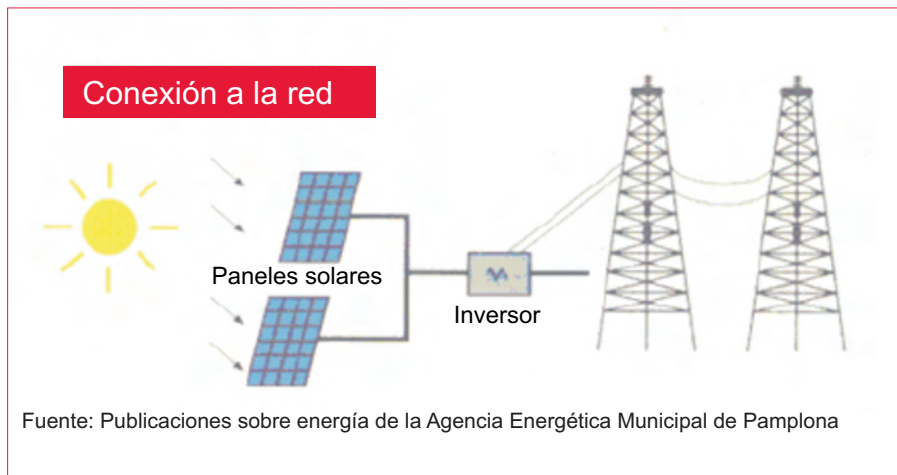 Conexión a la red
Paneles solares
Inversor
Fuente: Publicaciones sobre energía de la Agencia Energética Municipal de Pamplona